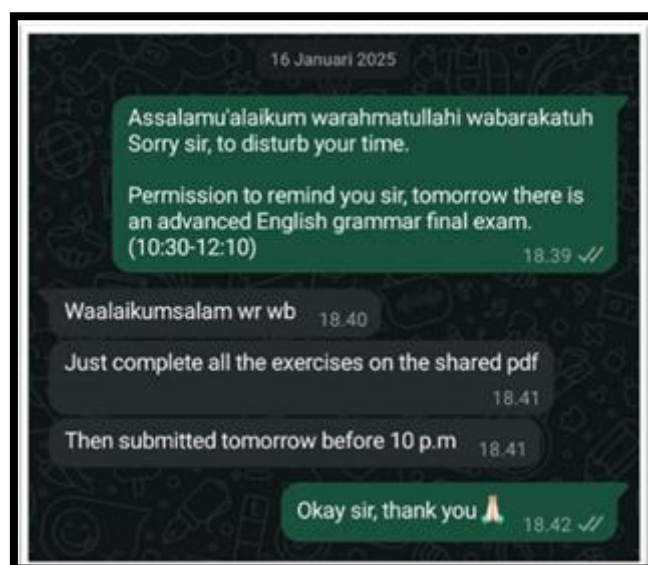 16 Januari 2025
Assalamu'alaikum warahmatullahi wabarakatuh
Sorry sir, to disturb your time.
Permission to remind you sir, tomorrow there is
an advanced English grammar final exam.
(10:30-12:10)
18.39
Waalaikumsalam wr wb 18.40
Just complete all the exercises on the shared pdf
18.41
Then submitted tomorrow before 10 p.m 18.41
Okay sir, thank you 🙏🏻 18.42